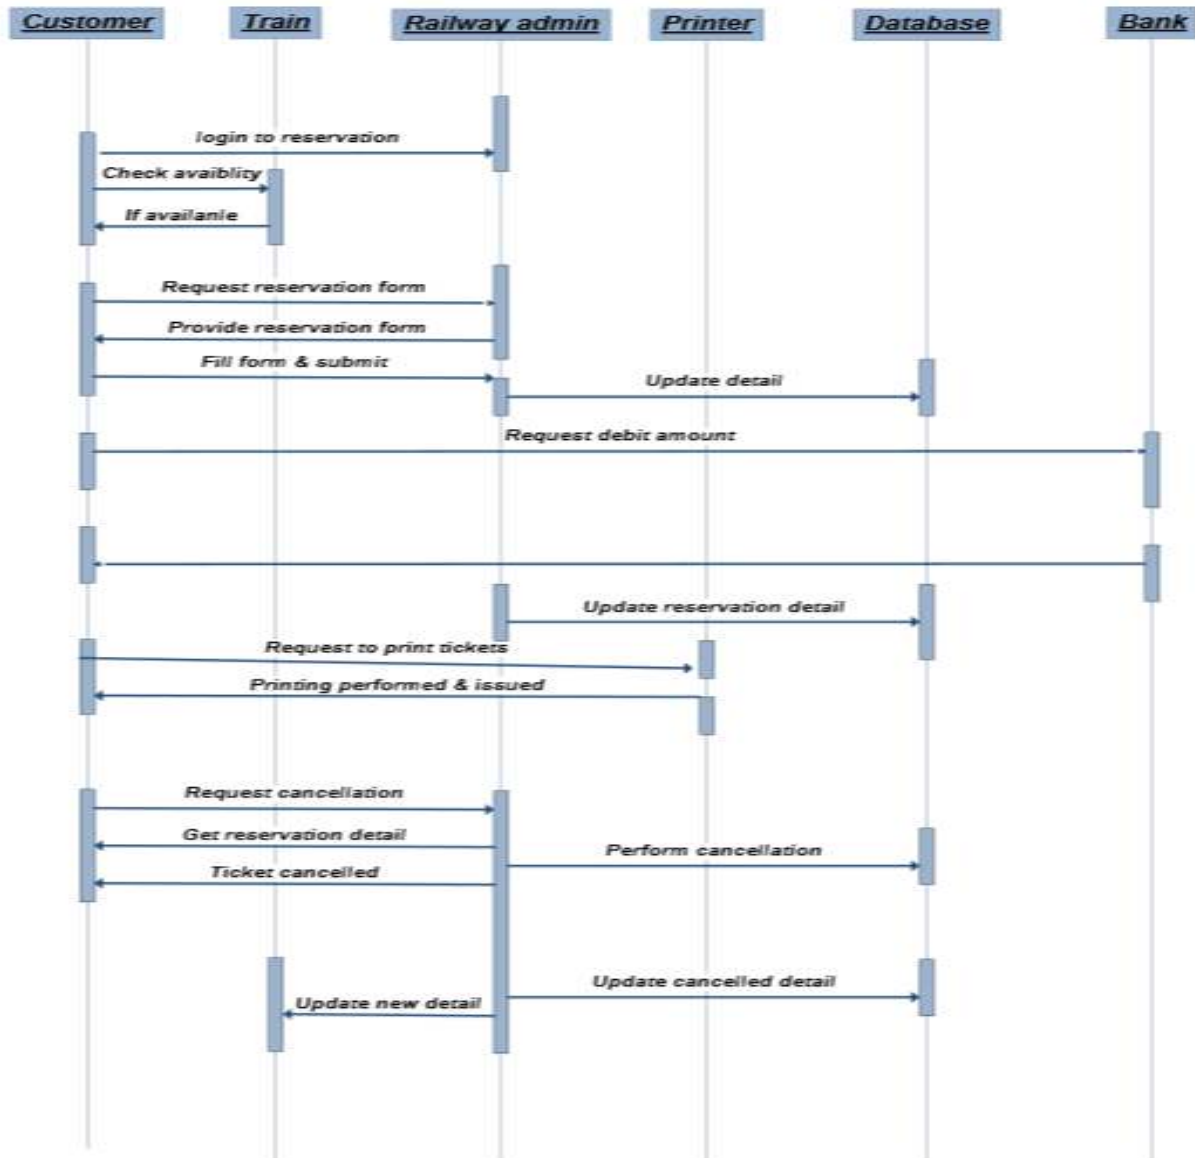 Customer
Train
Railway admin
Printer
Database
Bank
login to reservation
Check avaiblity
If availanle
Request reservation form
Provide reservation form
Fill form & submit
Update detail
Request debit amount
Update reservation detail
Request to print tickets
Printing performed & issued
Request cancellation
Get reservation detail
Perform cancellation
Ticket cancelled
Update cancelled detail
Update new detail